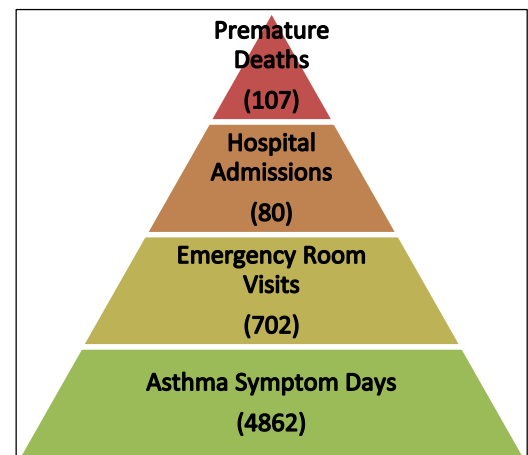 Premature
Deaths
(107)
Hospital
Admissions
(80)
Emergency Room
Visits
(702)
Asthma Symptom Days
(4862)